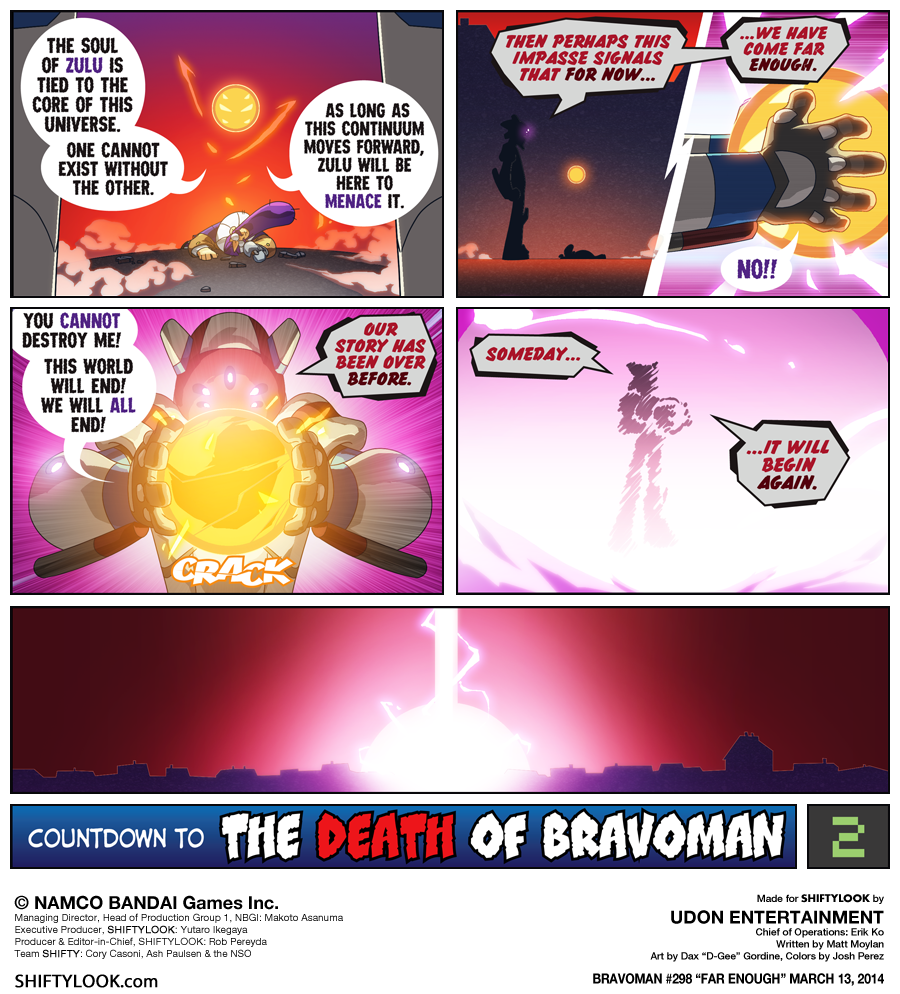 THE SOUL
OF ZULU IS
TIED TO THE
CORE OF THIS
UNIVERSE.
ONE CANNOT
EXIST WITHOUT
THE OTHER.
AS LONG AS
THIS CONTINUUM
MOVES FORWARD,
ZULU WILL BE
HERE TO
MENACE IT.
THEN PERHAPS THIS
IMPASSE SIGNALS
THAT FOR NOW...
...WE HAVE
COME FAR
ENOUGH.
NO!!
YOU CANNOT
DESTROY ME!
THIS WORLD
WILL END!
WE WILL ALL
END!
OUR
STORY HAS
BEEN OVER
BEFORE.
CRACK
SOMEDAY...
...IT WILL
BEGIN
AGAIN.
COUNTDOWN TO THE DEATH OF BRAVOMAN 2
© NAMCO BANDAI Games Inc.
Managing Director, Head of Production Group 1, NBGI: Makoto Asanuma
Executive Producer, SHIFTYLOOK: Yutaro Ikegaya
Producer & Editor-in-Chief, SHIFTYLOOK: Rob Pereyda
Team SHIFTY: Cory Casoni, Ash Paulsen & the NSO
SHIFTYLOOK.com
Made for SHIFTYLOOK by
UDON ENTERTAINMENT
Chief of Operations: Erik Ko
Written by Matt Moylan
Art by Dax “D-Gee” Gordine, Colors by Josh Perez
BRAVOMAN #298 “FAR ENOUGH” MARCH 13, 2014